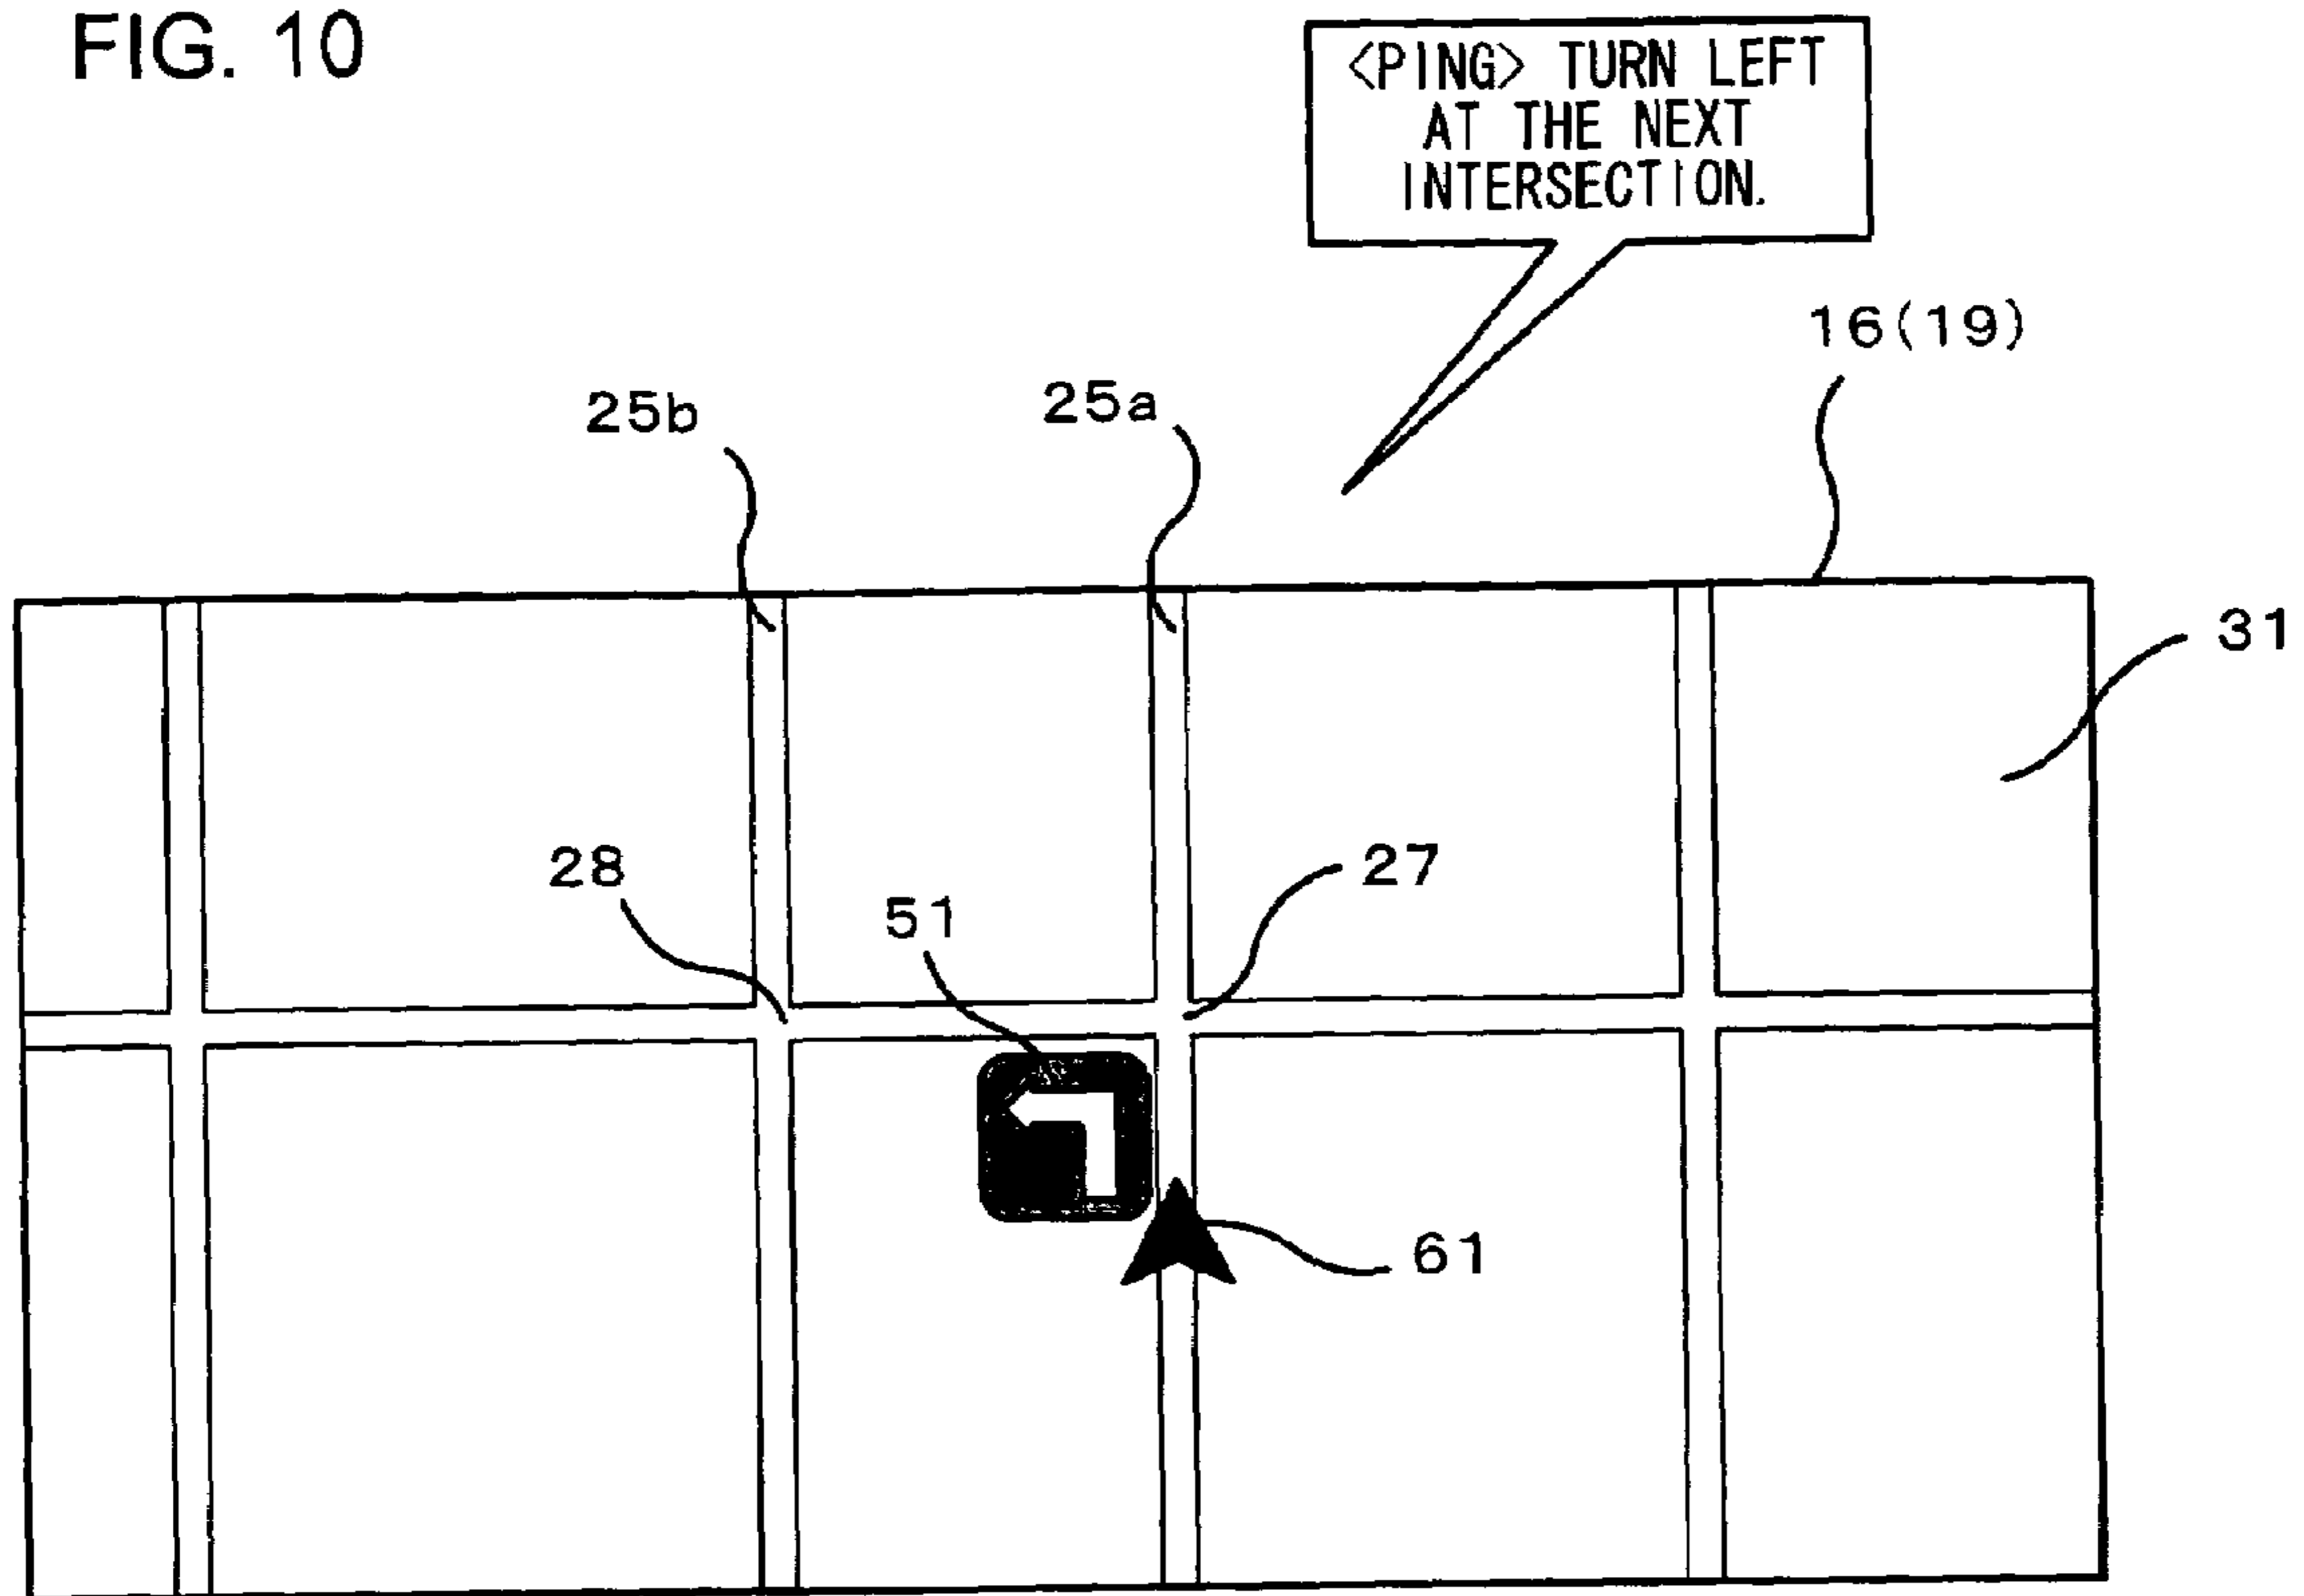 FIG. 10
<PING> TURN LEFT
AT THE NEXT
INTERSECTION.
16(19)
25b
25a
31
28
27
51
61